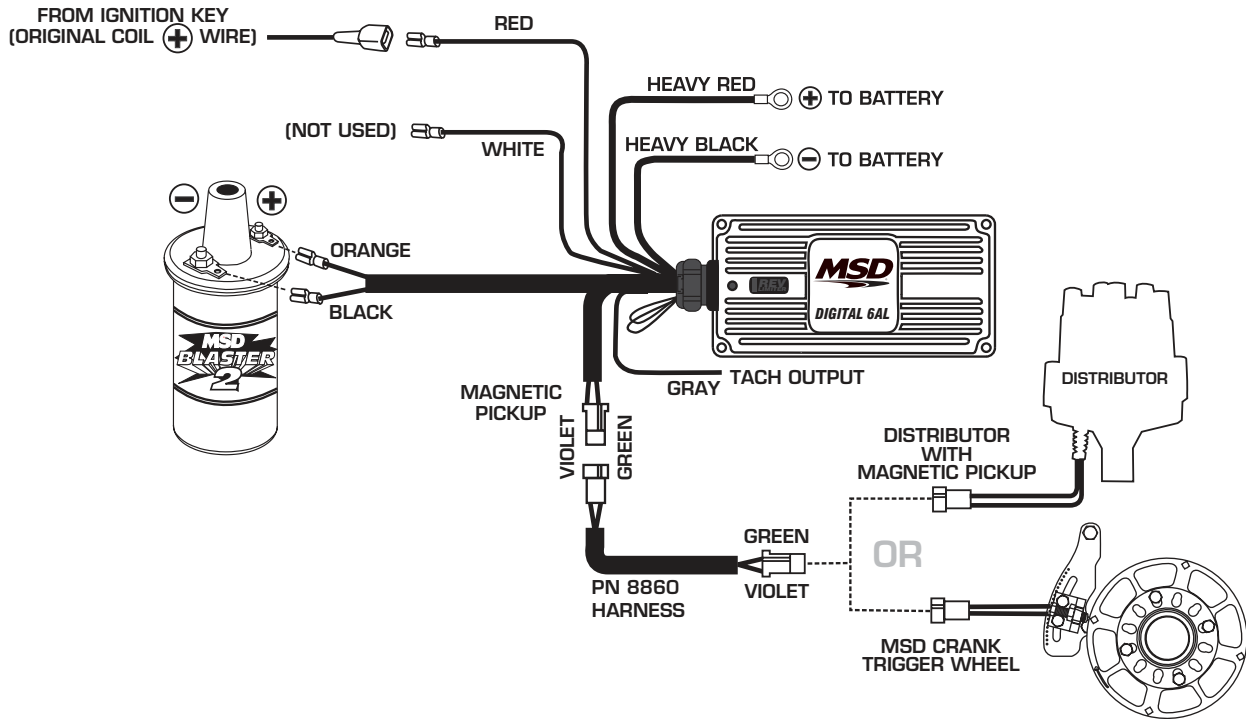 FROM IGNITION KEY
(ORIGINAL COIL + WIRE)
RED
HEAVY RED
+ TO BATTERY
(NOT USED)
WHITE
HEAVY BLACK
− TO BATTERY
− +
ORANGE
BLACK
MSD
BLASTER
2
REV
LIMITER
MSD
DIGITAL 6AL
GRAY
TACH OUTPUT
MAGNETIC
PICKUP
VIOLET
GREEN
DISTRIBUTOR
DISTRIBUTOR
WITH
MAGNETIC PICKUP
GREEN
VIOLET
OR
PN 8860
HARNESS
MSD CRANK
TRIGGER WHEEL